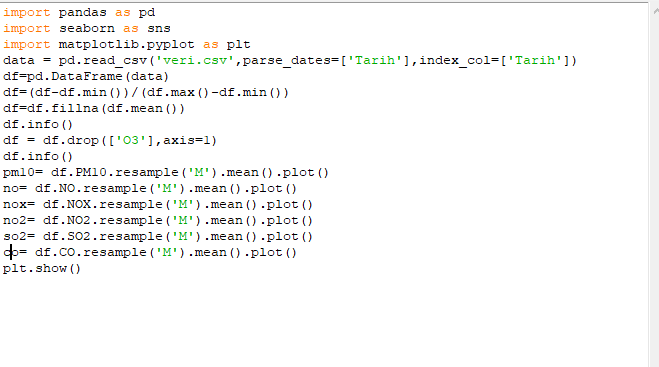 import pandas as pd
import seaborn as sns
import matplotlib.pyplot as plt
data = pd.read_csv('veri.csv',parse_dates=['Tarih'],index_col=['Tarih'])
df=pd.DataFrame(data)
df=(df-df.min())/(df.max()-df.min())
df=df.fillna(df.mean())
df.info()
df = df.drop(['O3'],axis=1)
df.info()
pm10= df.PM10.resample('M').mean().plot()
no= df.NO.resample('M').mean().plot()
nox= df.NOX.resample('M').mean().plot()
no2= df.NO2.resample('M').mean().plot()
so2= df.SO2.resample('M').mean().plot()
co= df.CO.resample('M').mean().plot()
plt.show()